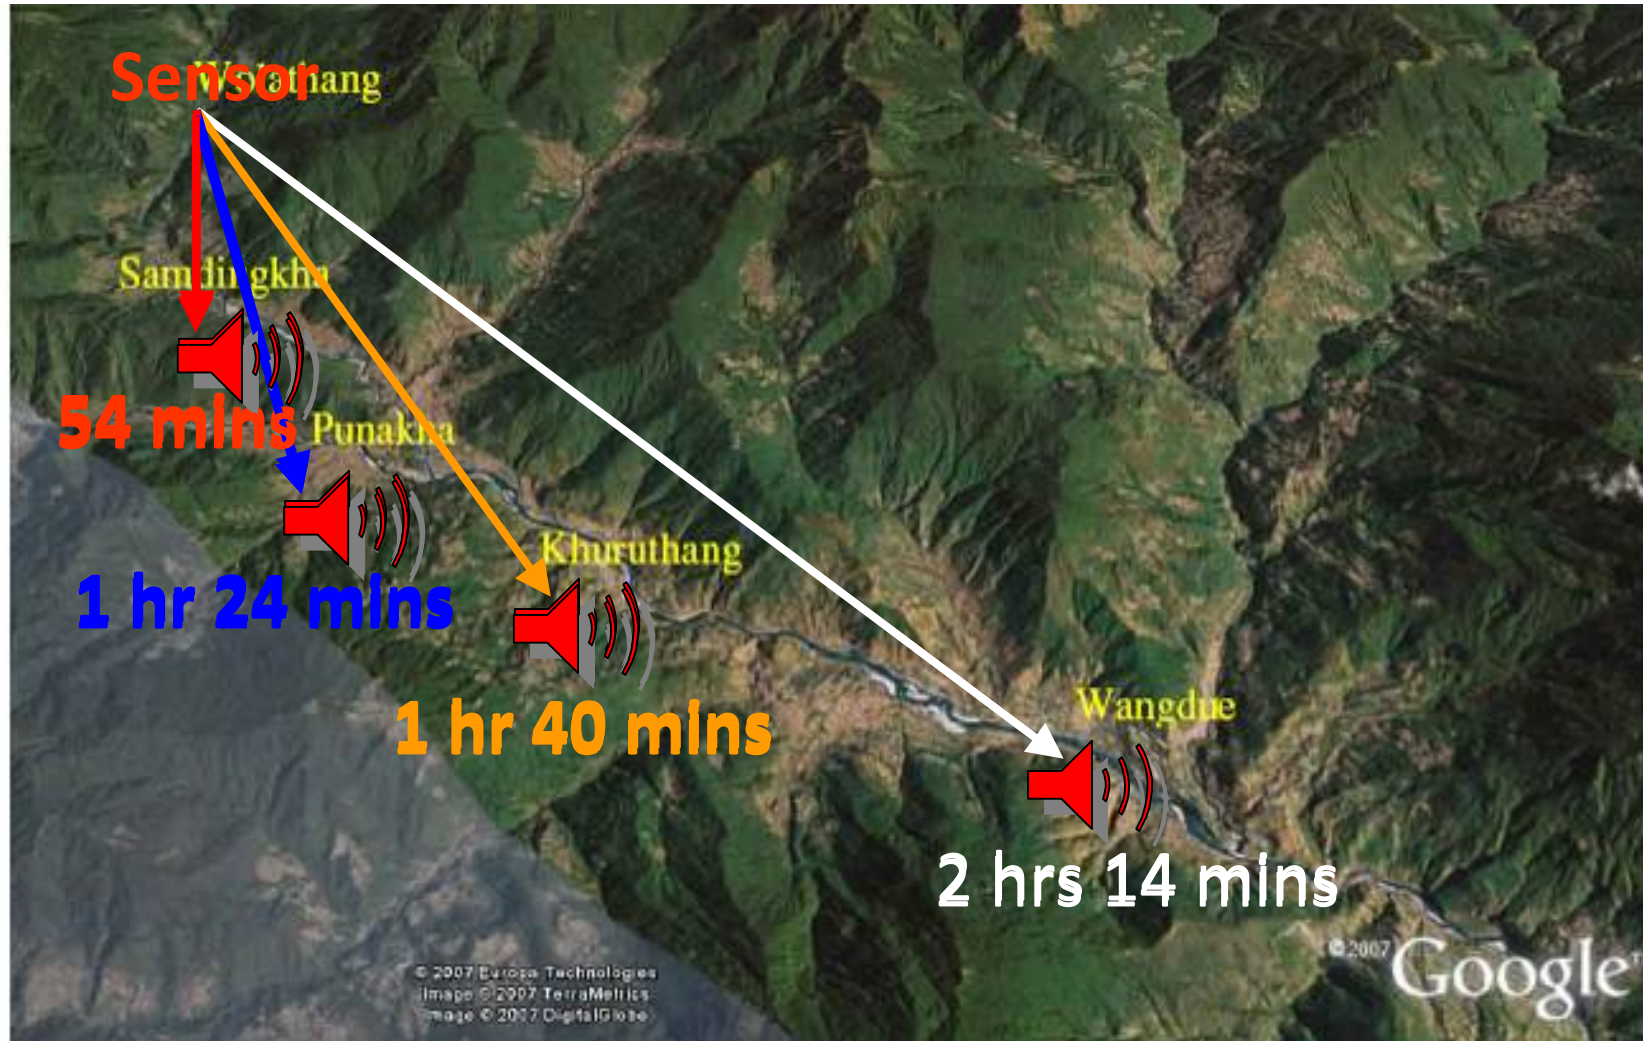 Sensor
Samdingkha
54 mins
Punakha
1 hr 24 mins
Khuruthang
1 hr 40 mins
Wangdue
2 hrs 14 mins
© 2007 Google
© 2007 Europa Technologies
Image © 2007 TerraMetrics
Image © 2007 DigitalGlobe